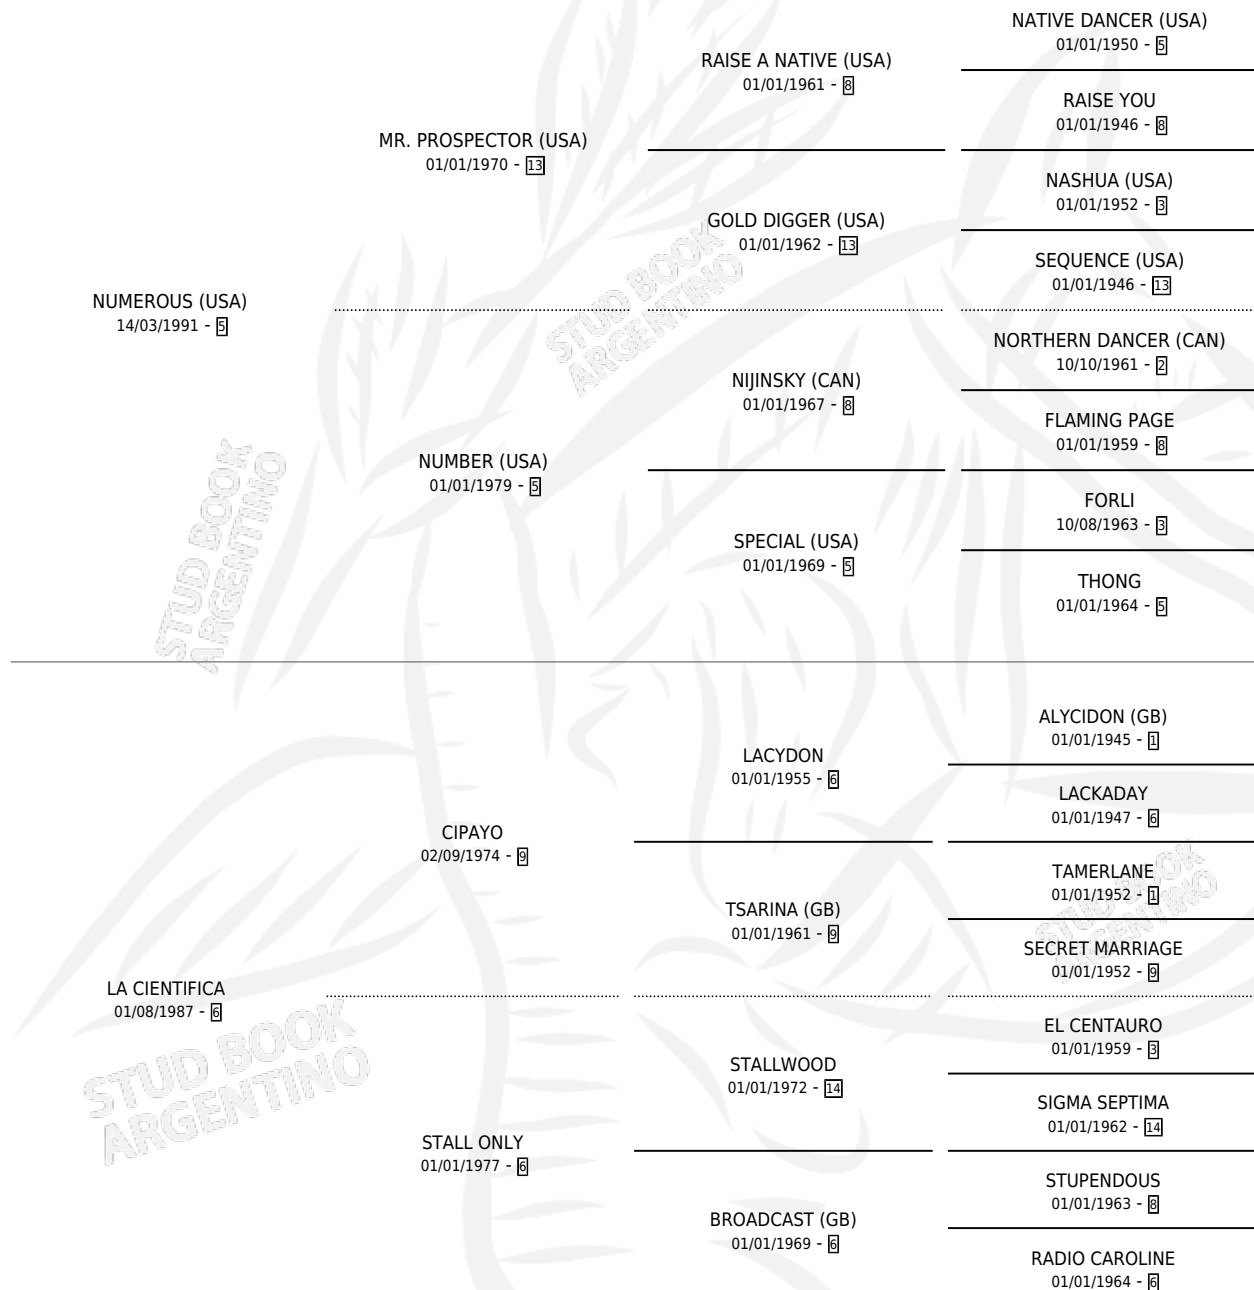 NATIVE DANCER (USA)
01/01/1950 - 5
RAISE A NATIVE (USA)
01/01/1961 - 8
RAISE YOU
01/01/1946 - 8
MR. PROSPECTOR (USA)
01/01/1970 - 13
NASHUA (USA)
01/01/1952 - 3
GOLD DIGGER (USA)
01/01/1962 - 13
SEQUENCE (USA)
01/01/1946 - 13
NUMEROUS (USA)
14/03/1991 - 5
STUD BOOK
ARGENTINO
NORTHERN DANCER (CAN)
10/10/1961 - 2
NIJINSKY (CAN)
01/01/1967 - 8
FLAMING PAGE
01/01/1959 - 8
NUMBER (USA)
01/01/1979 - 5
FORLI
10/08/1963 - 3
SPECIAL (USA)
01/01/1969 - 5
THONG
01/01/1964 - 5
STUD BOOK
ARGENTINO
ALYCIDON (GB)
01/01/1945 - 1
LACYDON
01/01/1955 - 6
LACKADAY
01/01/1947 - 6
CIPAYO
02/09/1974 - 9
TAMERLANE
01/01/1952 - 1
TSARINA (GB)
01/01/1961 - 9
SECRET MARRIAGE
01/01/1952 - 9
STUD BOOK
ARGENTINO
LA CIENTIFICA
01/08/1987 - 6
EL CENTAURO
01/01/1959 - 3
STALLWOOD
01/01/1972 - 14
SIGMA SEPTIMA
01/01/1962 - 14
STUD BOOK
ARGENTINO
STALL ONLY
01/01/1977 - 6
STUPENDOUS
01/01/1963 - 8
BROADCAST (GB)
01/01/1969 - 6
RADIO CAROLINE
01/01/1964 - 6